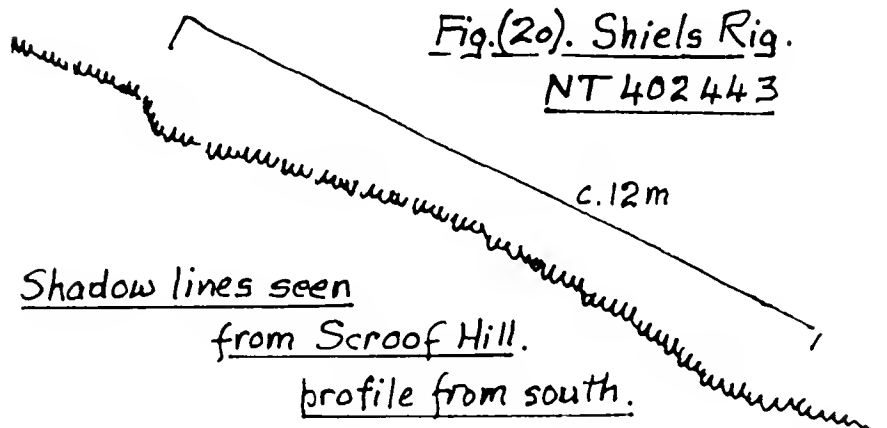 Fig.(20). Shiels Rig.
NT 402443
c.12m
Shadow lines seen
from Scroof Hill.
profile from south.